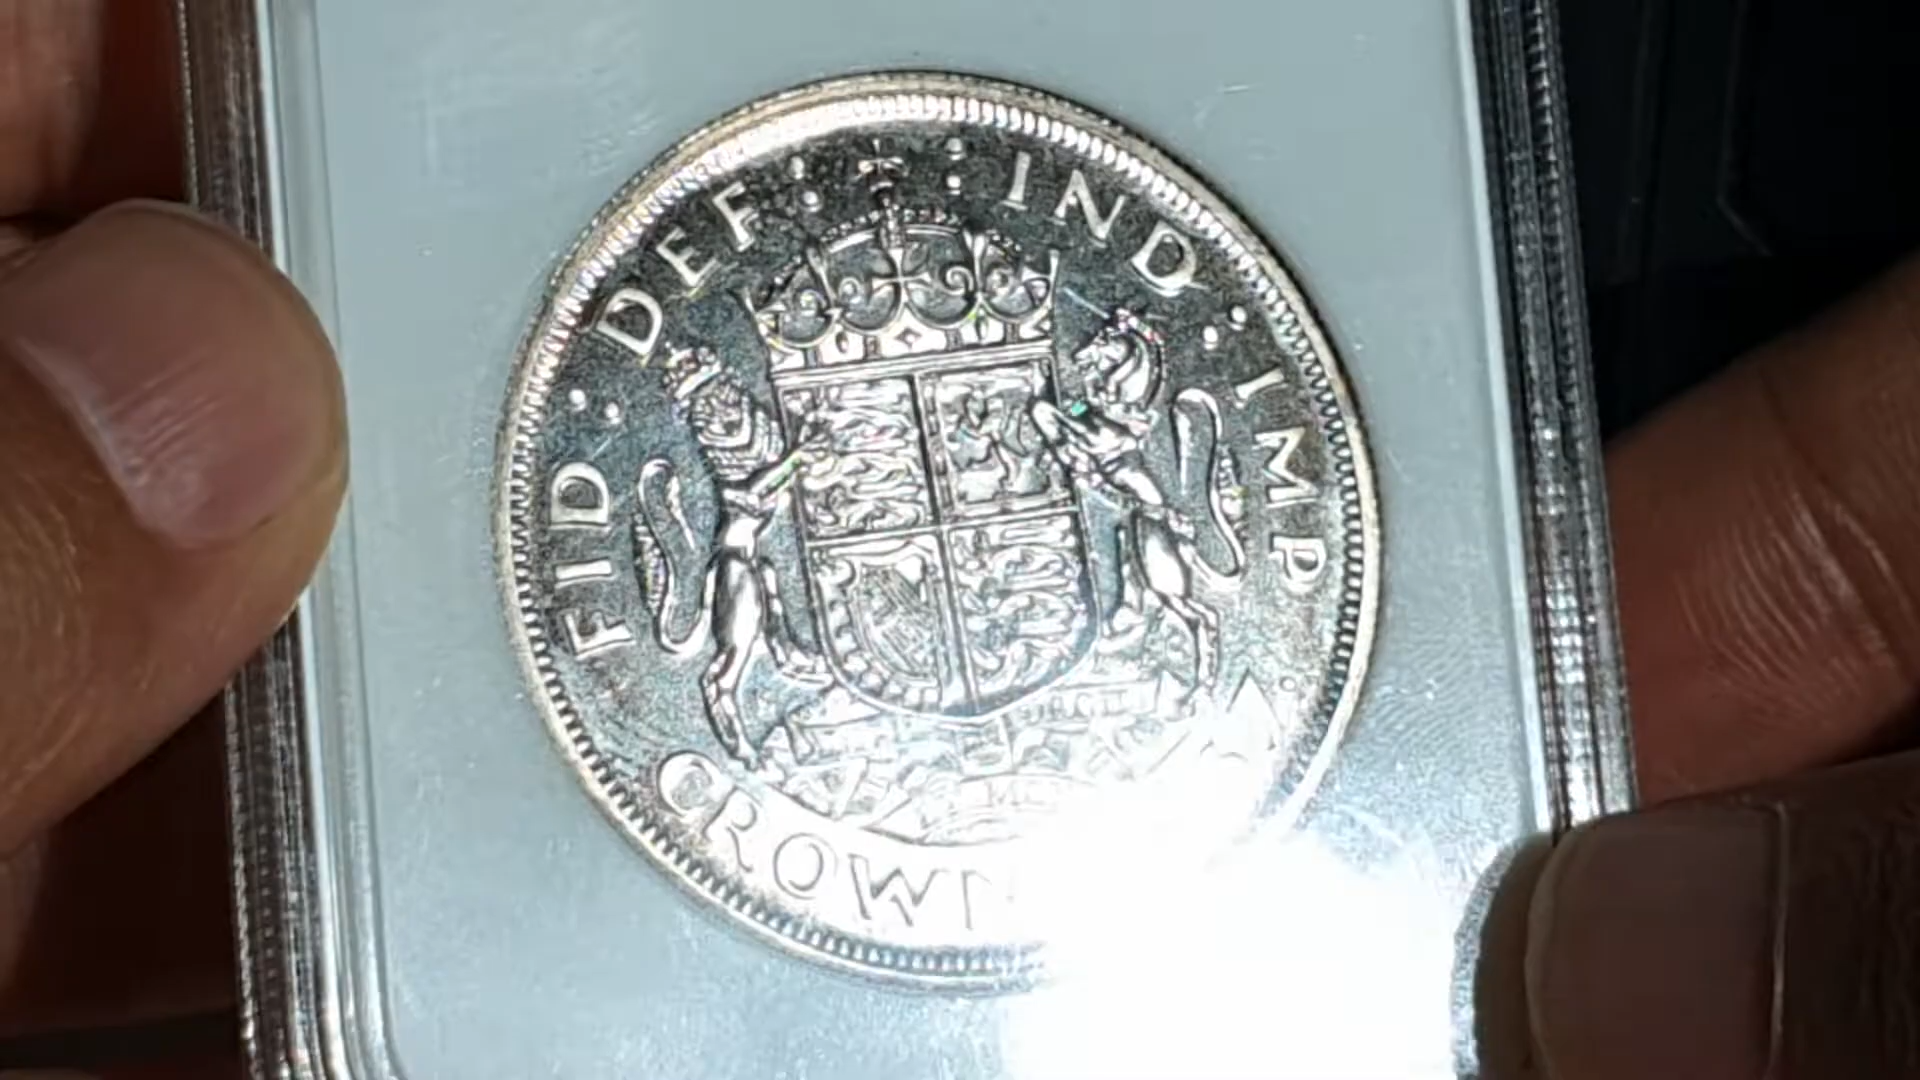 FID : DEF : IND : IMP
CROWN